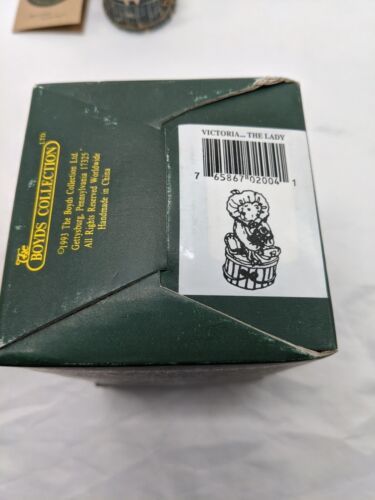 The
BOYDS COLLECTION
LTD.
©1993 The Boyds Collection Ltd.
Gettysburg, Pennsylvania 17325
All Rights Reserved Worldwide
Handmade in China
VICTORIA... THE LADY
7 65867 02004 1